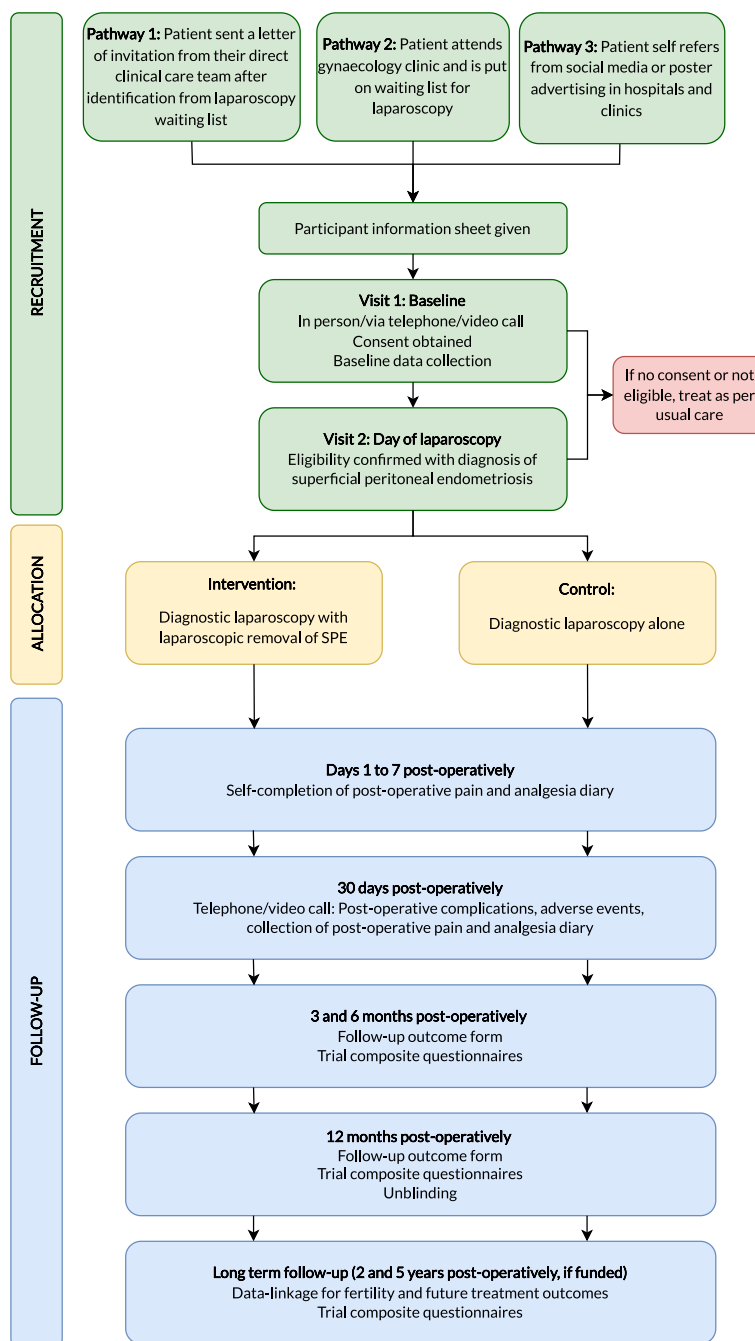 Pathway 1: Patient sent a letter
of invitation from their direct
clinical care team after
identification from laparoscopy
waiting list
Pathway 2: Patient attends
gynaecology clinic and is put
on waiting list for
laparoscopy
Pathway 3: Patient self refers
from social media or poster
advertising in hospitals and
clinics
RECRUITMENT
Participant information sheet given
Visit 1: Baseline
In person/via telephone/video call
Consent obtained
Baseline data collection
If no consent or not
eligible, treat as per
usual care
Visit 2: Day of laparoscopy
Eligibility confirmed with diagnosis of
superficial peritoneal endometriosis
ALLOCATION
Intervention:
Diagnostic laparoscopy with
laparoscopic removal of SPE
Control:
Diagnostic laparoscopy alone
FOLLOW-UP
Days 1 to 7 post-operatively
Self-completion of post-operative pain and analgesia diary
30 days post-operatively
Telephone/video call: Post-operative complications, adverse events,
collection of post-operative pain and analgesia diary
3 and 6 months post-operatively
Follow-up outcome form
Trial composite questionnaires
12 months post-operatively
Follow-up outcome form
Trial composite questionnaires
Unblinding
Long term follow-up (2 and 5 years post-operatively, if funded)
Data-linkage for fertility and future treatment outcomes
Trial composite questionnaires